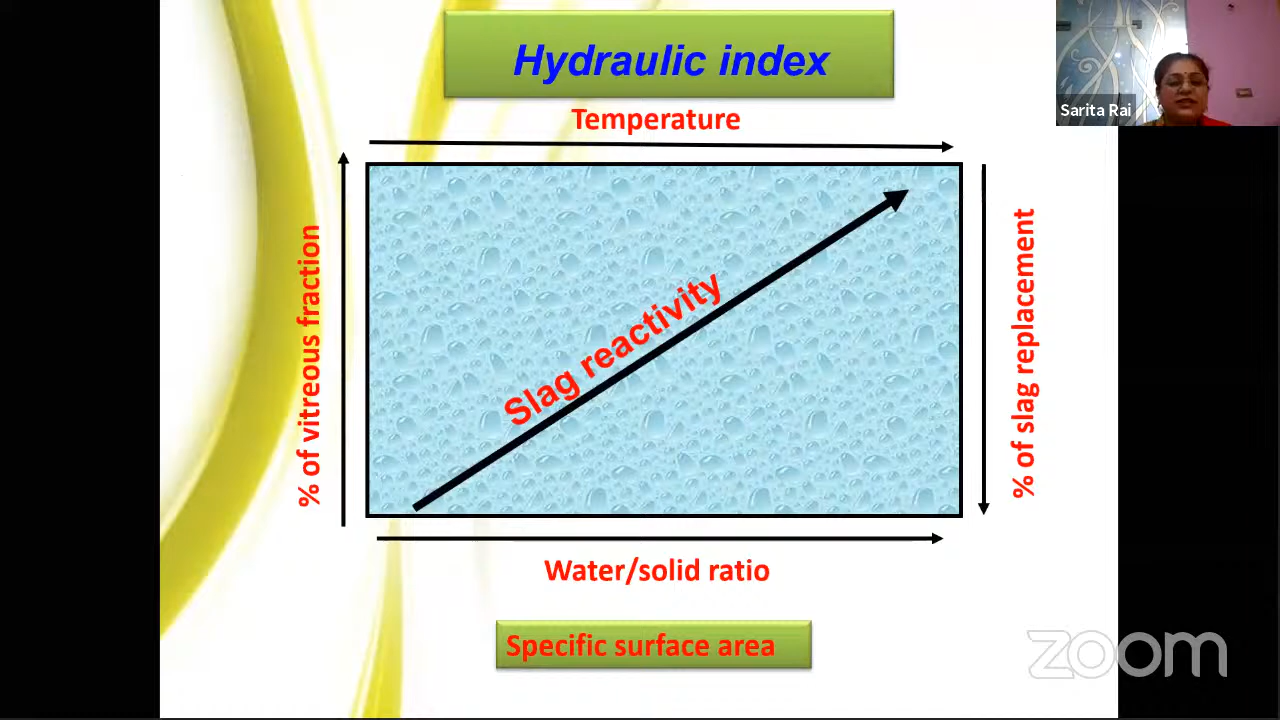 Hydraulic index
Sarita Rai
Temperature
% of vitreous fraction
Slag reactivity
% of slag replacement
Water/solid ratio
Specific surface area
zoom